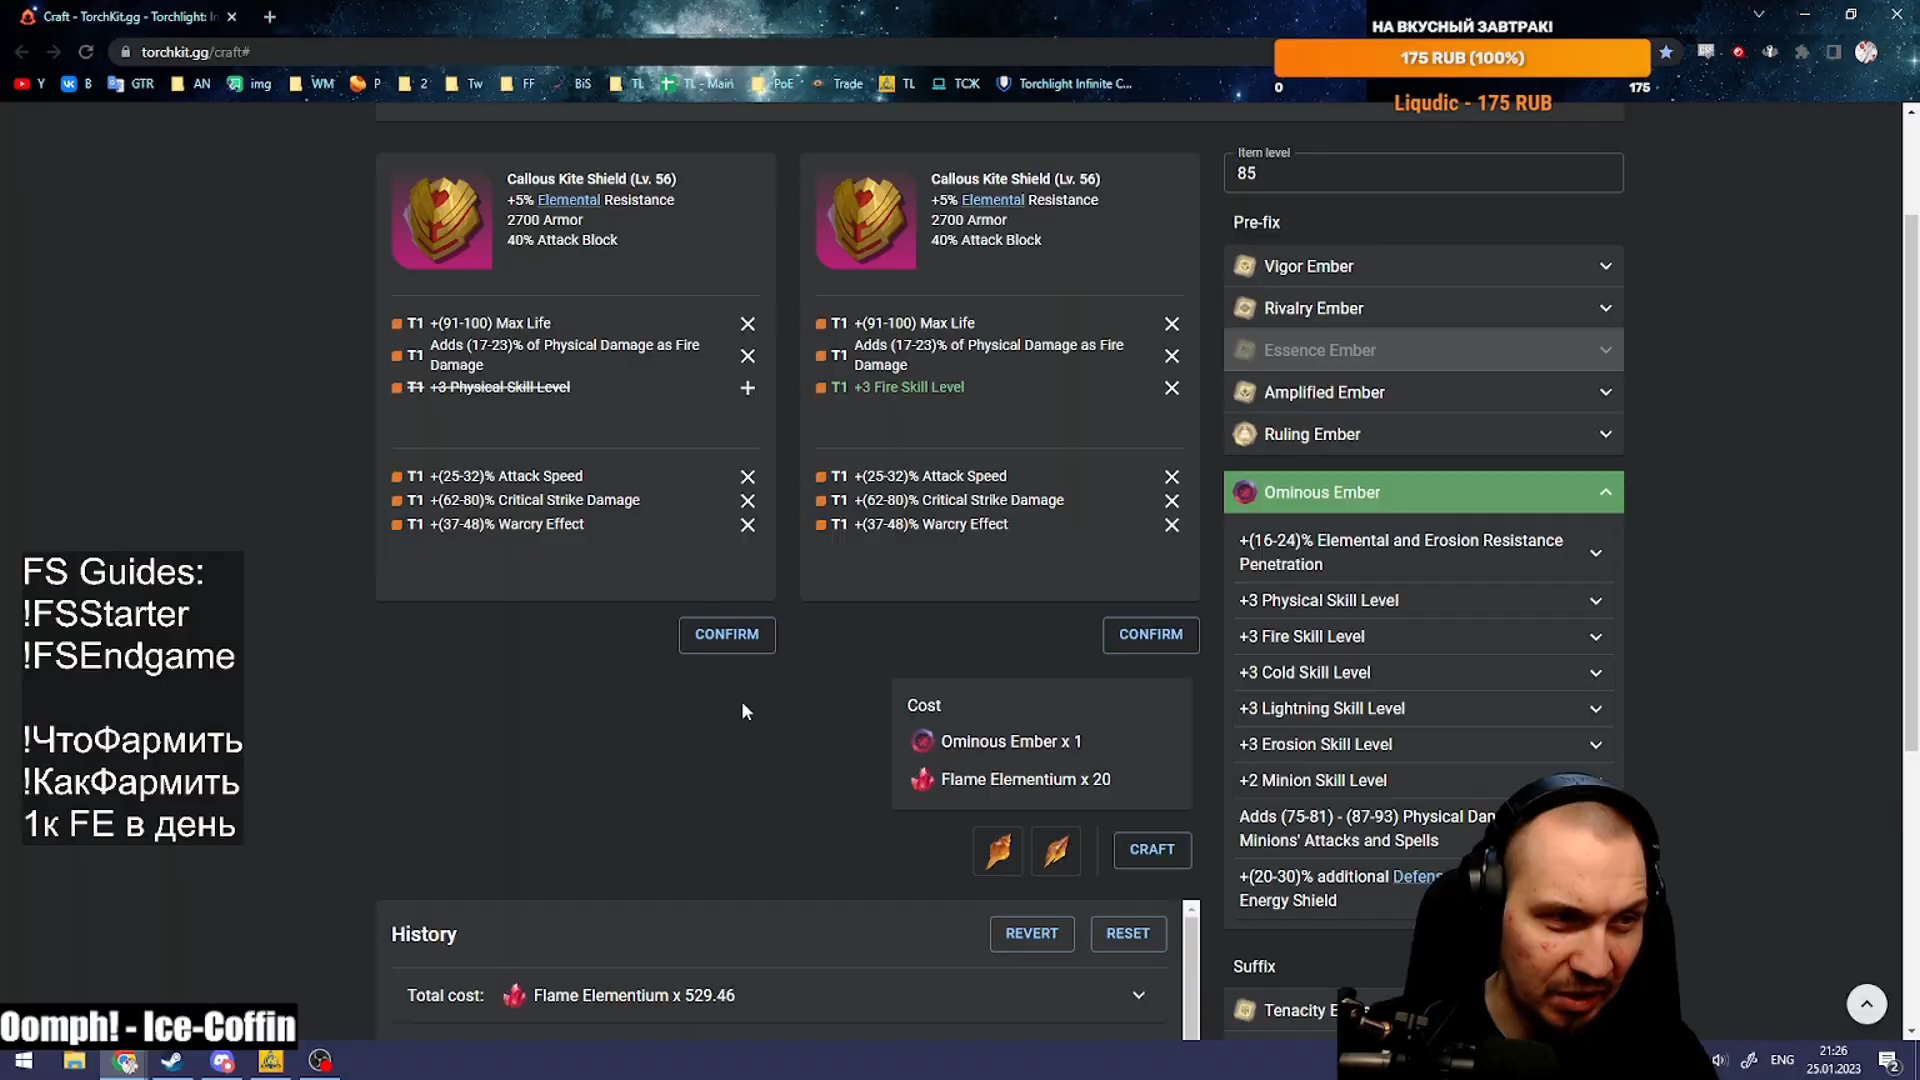 Craft - TorchKit.gg - Torchlight: In
torchkit.gg/craft#
НА ВКУСНЫЙ ЗАВТРАК!
175 RUB (100%)
0
175
Liqudic - 175 RUB
Y
B
GTR
AN
img
WM
P
2
Tw
FF
BiS
TL
TL - Main
PoE
Trade
TL
ТСЖ
Torchlight Infinite C...
Callous Kite Shield (Lv. 56)
+5% Elemental Resistance
2700 Armor
40% Attack Block
T1 +(91-100) Max Life
T1 Adds (17-23)% of Physical Damage as Fire
Damage
T1 +3 Physical Skill Level
T1 +(25-32)% Attack Speed
T1 +(62-80)% Critical Strike Damage
T1 +(37-48)% Warcry Effect
CONFIRM
Callous Kite Shield (Lv. 56)
+5% Elemental Resistance
2700 Armor
40% Attack Block
T1 +(91-100) Max Life
T1 Adds (17-23)% of Physical Damage as Fire
Damage
T1 +3 Fire Skill Level
T1 +(25-32)% Attack Speed
T1 +(62-80)% Critical Strike Damage
T1 +(37-48)% Warcry Effect
CONFIRM
Cost
Ominous Ember x 1
Flame Elementium x 20
CRAFT
History
REVERT
RESET
Total cost:
Flame Elementium x 529.46
Item level
85
Pre-fix
Vigor Ember
Rivalry Ember
Essence Ember
Amplified Ember
Ruling Ember
Ominous Ember
+(16-24)% Elemental and Erosion Resistance
Penetration
+3 Physical Skill Level
+3 Fire Skill Level
+3 Cold Skill Level
+3 Lightning Skill Level
+3 Erosion Skill Level
+2 Minion Skill Level
Adds (75-81) - (87-93) Physical Dam
Minions' Attacks and Spells
+(20-30)% additional Defens
Energy Shield
Suffix
Tenacity E
FS Guides:
!FSStarter
!FSEndgame
!ЧтоФармить
!КакФармить
1к FE в день
Oomph! - Ice-Coffin
ENG
21:26
25.01.2023
2